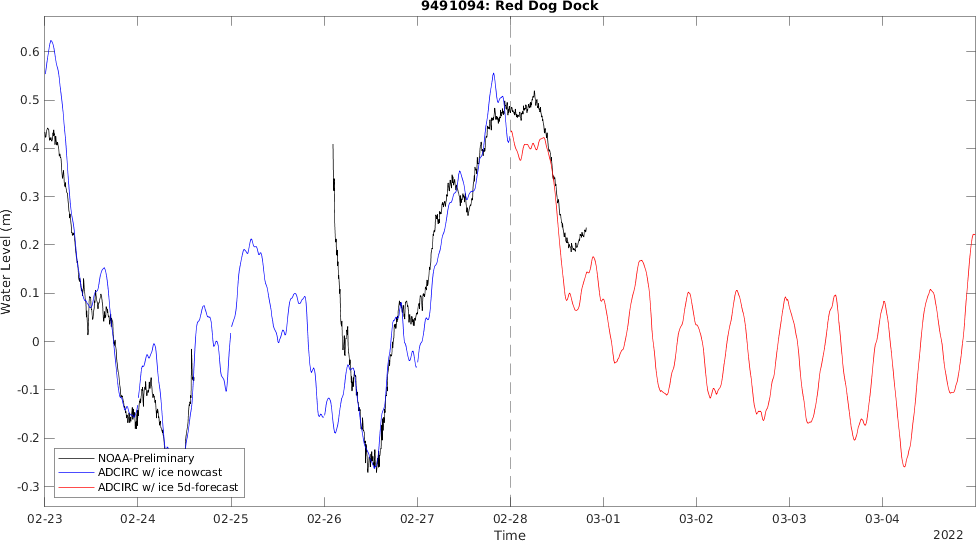 9491094: Red Dog Dock
Water Level (m)
0.6
0.5
0.4
0.3
0.2
0.1
0
-0.1
-0.2
-0.3
NOAA-Preliminary
ADCIRC w/ ice nowcast
ADCIRC w/ ice 5d-forecast
02-23 02-24 02-25 02-26 02-27 02-28 03-01 03-02 03-03 03-04
Time
2022